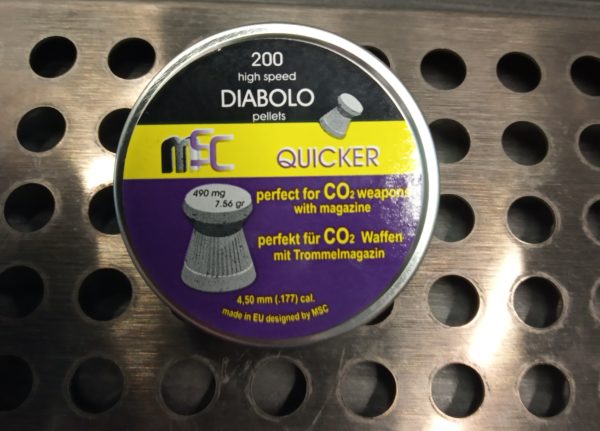 200
high speed
DIABOLO
pellets
msc
QUICKER
490 mg
7.56 gr
perfect for CO2 weapons
with magazine
perfekt für CO2 Waffen
mit Trommelmagazin
4,50 mm (.177) cal.
made in EU designed by MSC